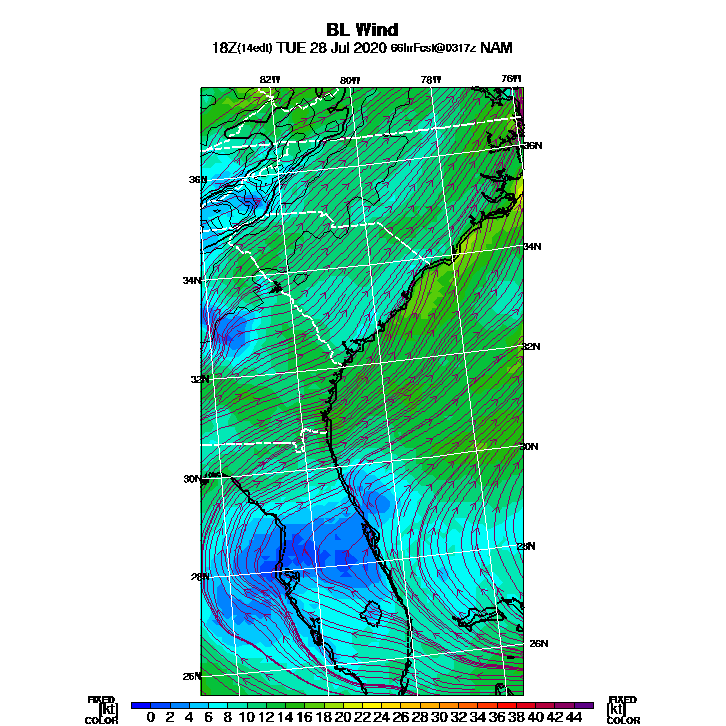 BL Wind
18Z(14edt) TUE 28 Jul 2020 66hrFcst@0317z NAM
82W 80W 78W 76W
36N
36N
34N
34N
32N
32N
30N
30N
28N
28N
26N
26N
FIXED FIXED
[kt] 0 2 4 6 8 10 12 14 16 18 20 22 24 26 28 30 32 34 36 38 40 42 44 [kt]
COLOR COLOR